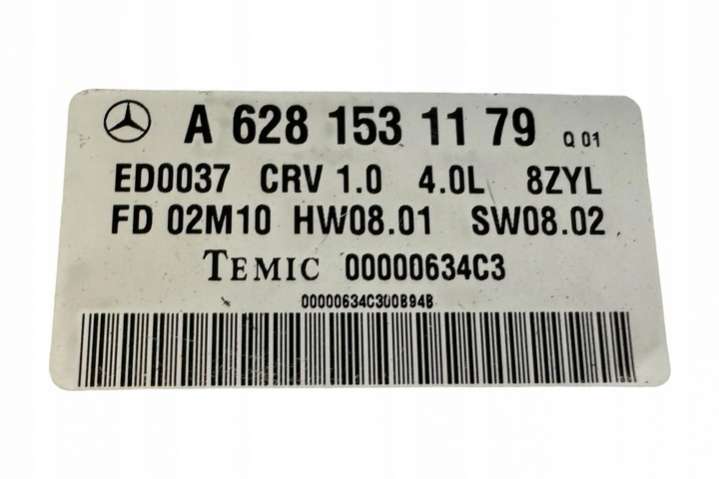 A 628 153 11 79 Q 01
ED0037 CRV 1.0 4.0L 8ZYL
FD 02M10 HW08.01 SW08.02
TEMIC 00000634C3
00000634C300B94B